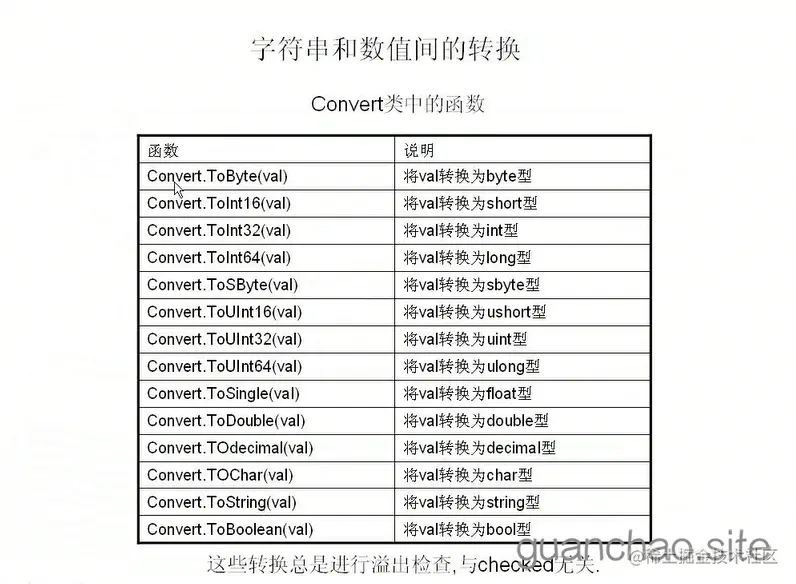 字符串和数值间的转换
Convert类中的函数
函数 说明
Convert.ToByte(val) 将val转换为byte型
Convert.ToInt16(val) 将val转换为short型
Convert.ToInt32(val) 将val转换为int型
Convert.ToInt64(val) 将val转换为long型
Convert.ToSByte(val) 将val转换为sbyte型
Convert.ToUInt16(val) 将val转换为ushort型
Convert.ToUInt32(val) 将val转换为uint型
Convert.ToUInt64(val) 将val转换为ulong型
Convert.ToSingle(val) 将val转换为float型
Convert.ToDouble(val) 将val转换为double型
Convert.TOdecimal(val) 将val转换为decimal型
Convert.TOChar(val) 将val转换为char型
Convert.ToString(val) 将val转换为string型
Convert.ToBoolean(val) 将val转换为bool型
quanchao.site
@稀土掘金技术社区
这些转换总是进行溢出检查,与checked无关.